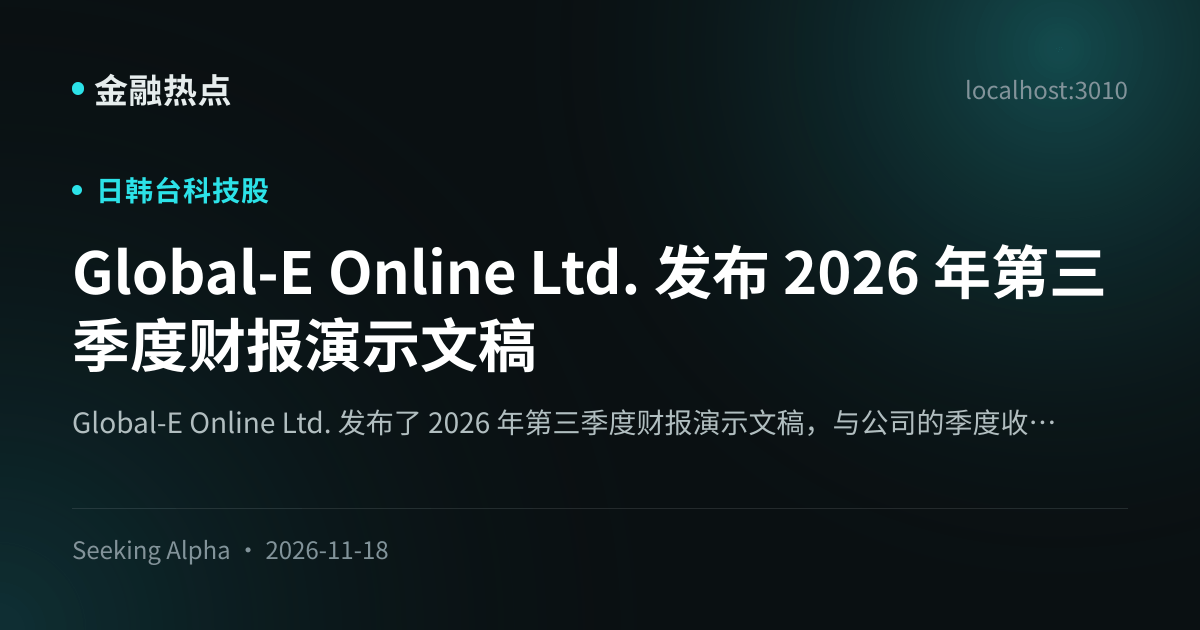 金融热点
localhost:3010
日韩台科技股
Global-E Online Ltd. 发布 2026 年第三
季度财报演示文稿
Global-E Online Ltd. 发布了 2026 年第三季度财报演示文稿，与公司的季度收…
Seeking Alpha · 2026-11-18